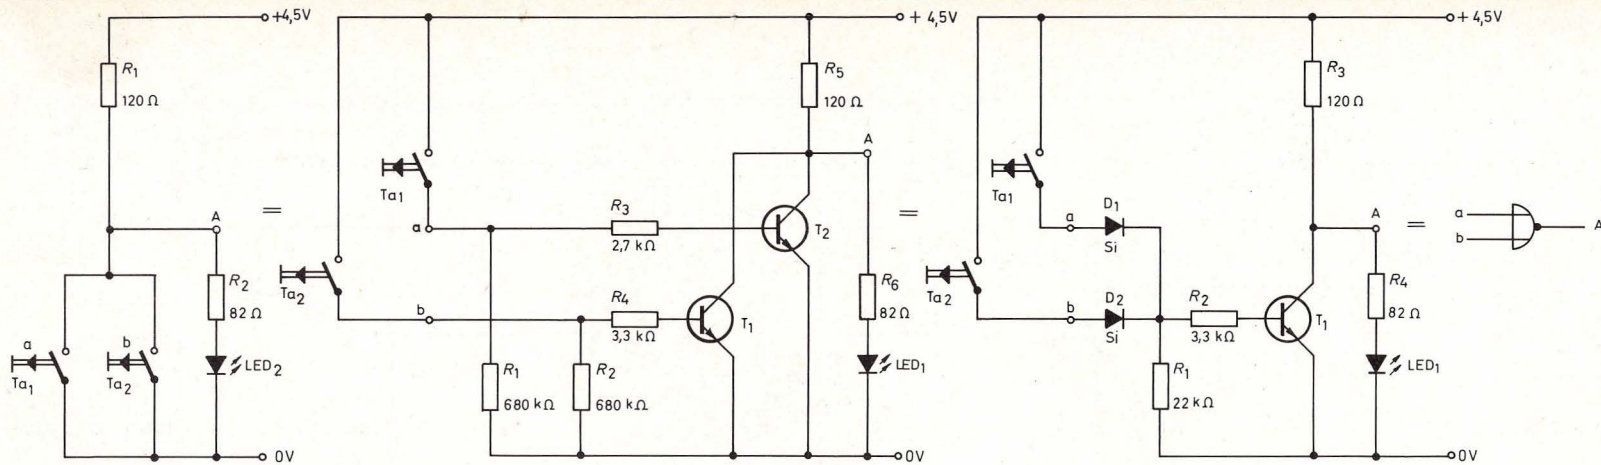 +4,5V
R1
120 Ω
A
R2
82 Ω
LED2
a
Ta1
b
Ta2
0V
=
+ 4,5V
R5
120 Ω
A
Ta1
a
R3
2,7 kΩ
T2
Ta2
b
R4
3,3 kΩ
T1
R6
82Ω
LED1
R1
680 kΩ
R2
680 kΩ
0V
=
+ 4,5V
R3
120 Ω
Ta1
a
D1
Si
A
Ta2
b
D2
Si
R2
3,3 kΩ
T1
R4
82 Ω
LED1
R1
22 kΩ
0V
=
a
b
A